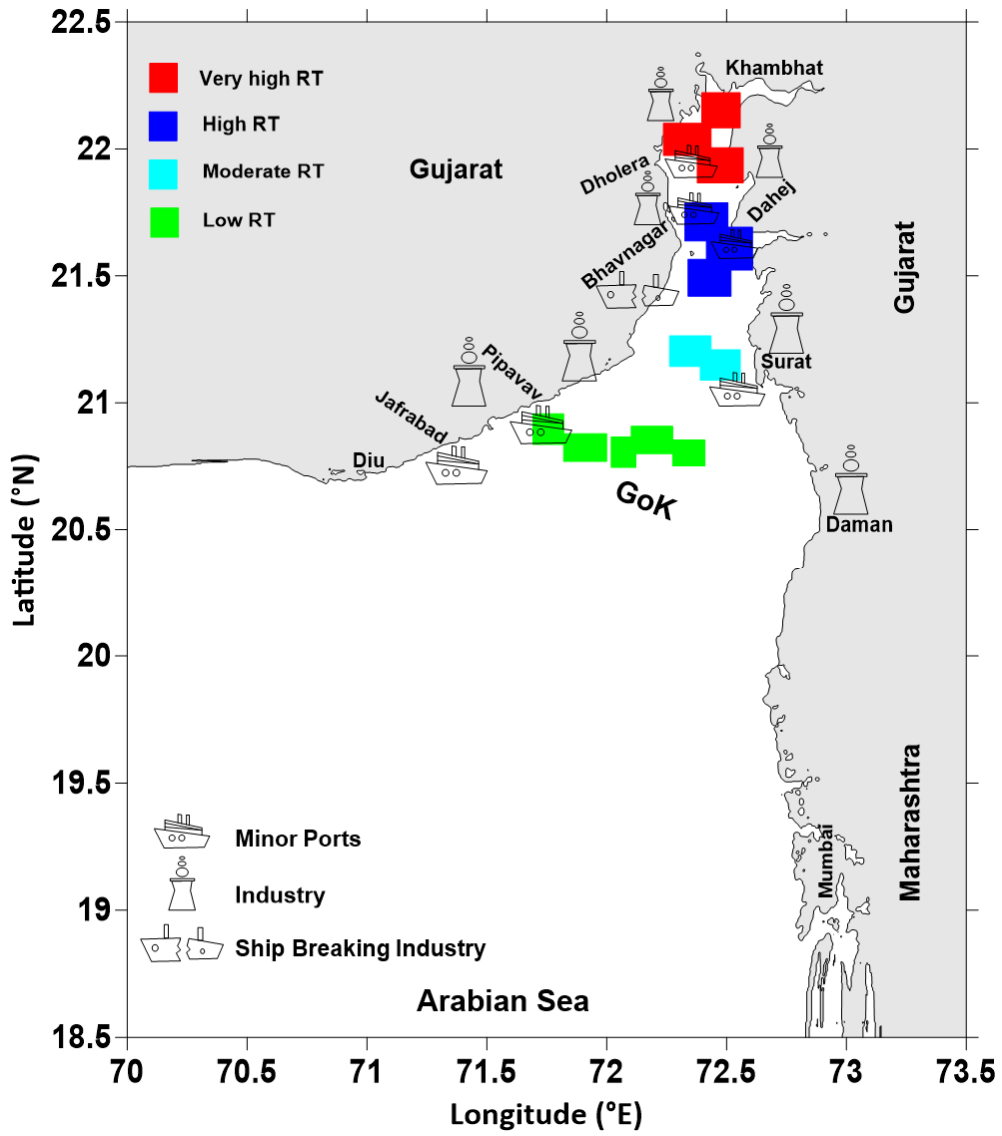 22.5
22
21.5
21
20.5
20
19.5
19
18.5
Latitude (°N)
Very high RT
High RT
Moderate RT
Low RT
Khambhat
Gujarat
Dholera
Dahej
Bhavnagar
Gujarat
Surat
Pipavav
Jafrabad
Diu
GoK
Daman
Maharashtra
Mumbai
Minor Ports
Industry
Ship Breaking Industry
Arabian Sea
70
70.5
71
71.5
72
72.5
73
73.5
Longitude (°E)